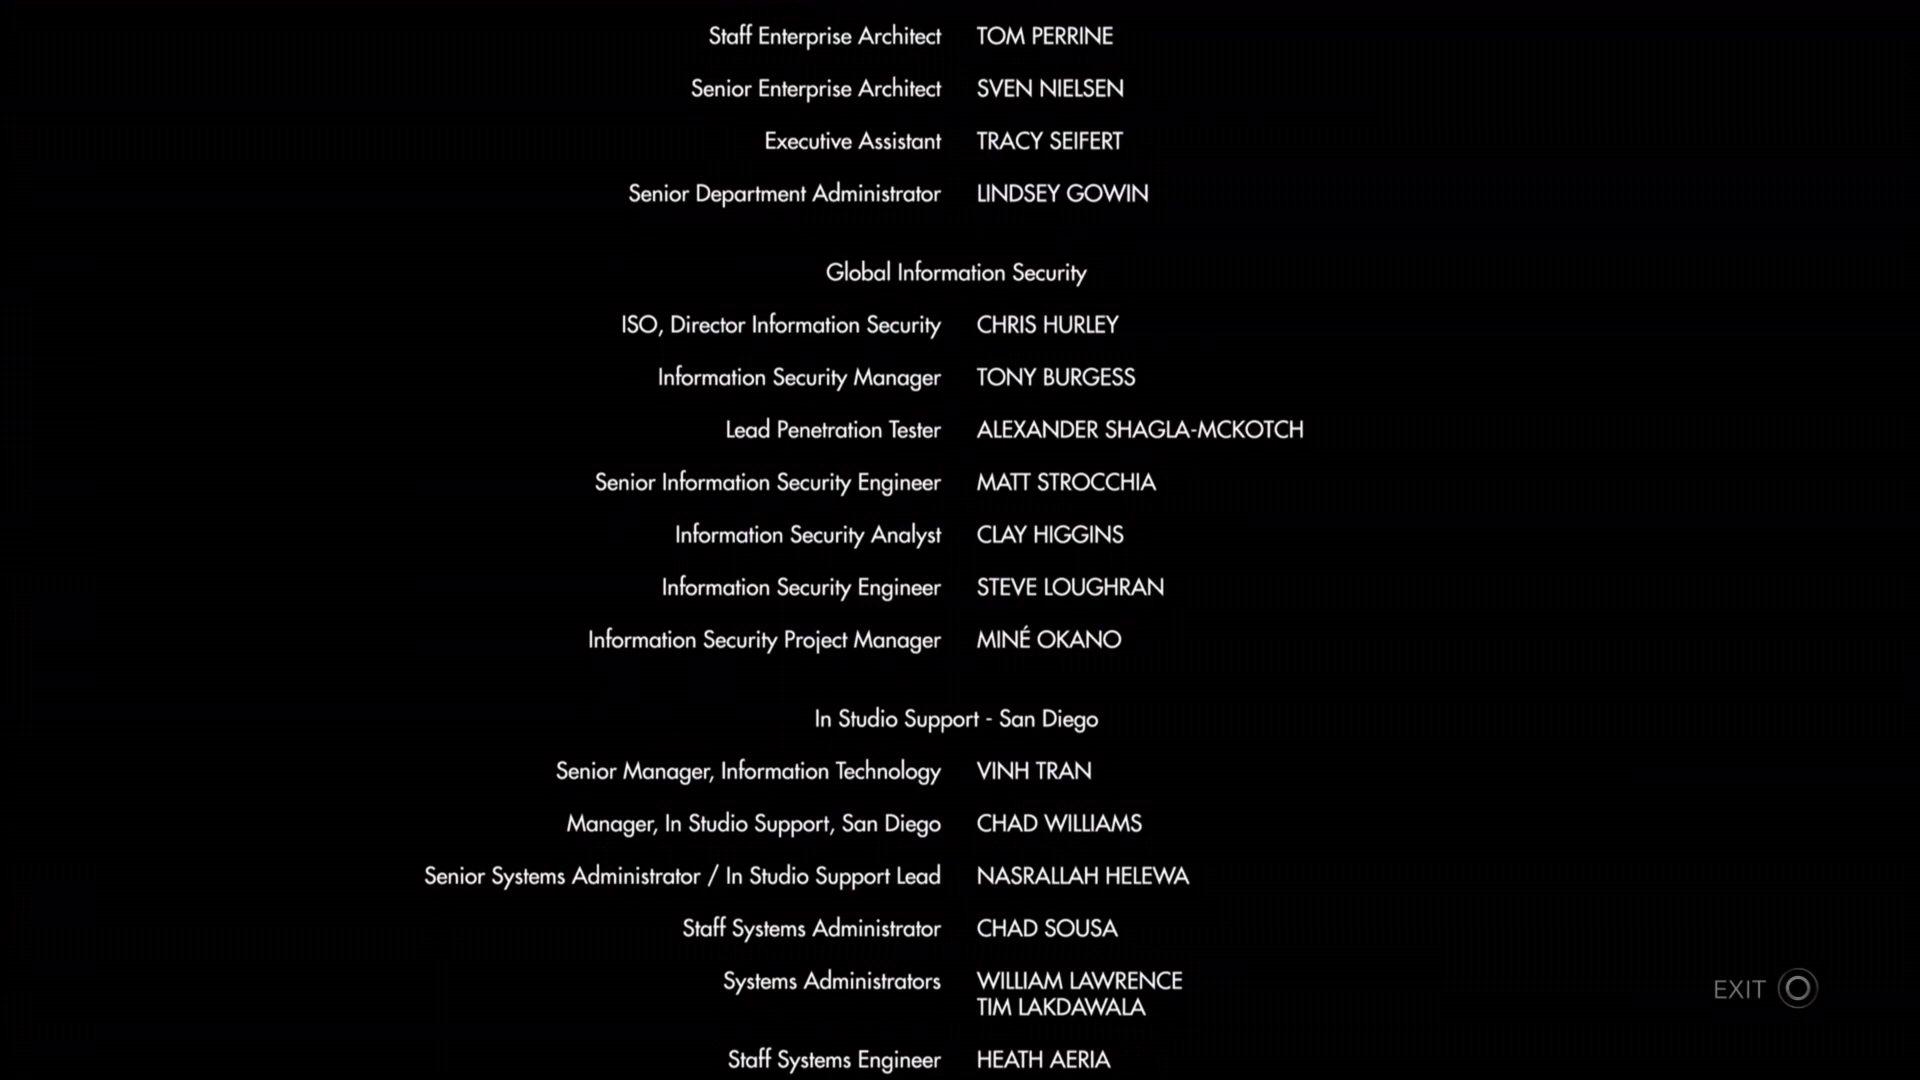 Staff Enterprise Architect TOM PERRINE
Senior Enterprise Architect SVEN NIELSEN
Executive Assistant TRACY SEIFERT
Senior Department Administrator LINDSEY GOWIN
Global Information Security
ISO, Director Information Security CHRIS HURLEY
Information Security Manager TONY BURGESS
Lead Penetration Tester ALEXANDER SHAGLA-MCKOTCH
Senior Information Security Engineer MATT STROCCHIA
Information Security Analyst CLAY HIGGINS
Information Security Engineer STEVE LOUGHRAN
Information Security Project Manager MINÉ OKANO
In Studio Support - San Diego
Senior Manager, Information Technology VINH TRAN
Manager, In Studio Support, San Diego CHAD WILLIAMS
Senior Systems Administrator / In Studio Support Lead NASRALLAH HELEWA
Staff Systems Administrator CHAD SOUSA
Systems Administrators WILLIAM LAWRENCE
TIM LAKDAWALA
EXIT
Staff Systems Engineer HEATH AERIA